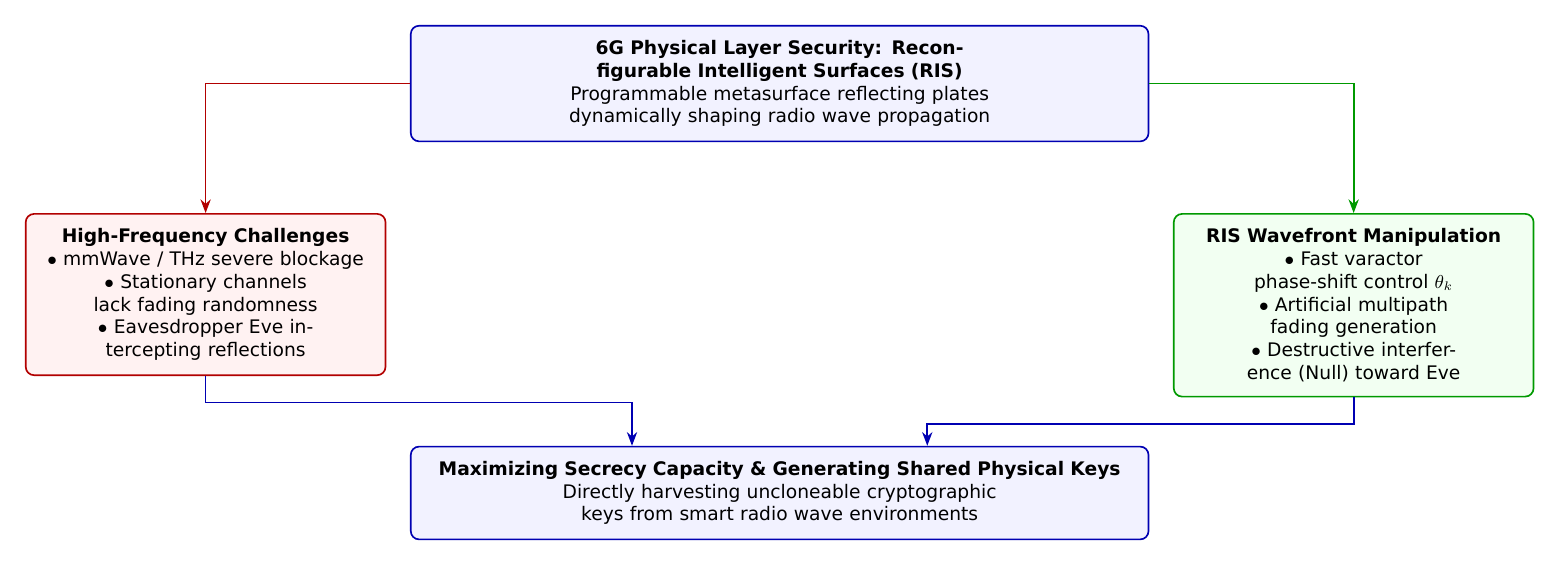 6G Physical Layer Security: Recon-
figurable Intelligent Surfaces (RIS)
Programmable metasurface reflecting plates
dynamically shaping radio wave propagation
High-Frequency Challenges
• mmWave / THz severe blockage
• Stationary channels
lack fading randomness
• Eavesdropper Eve in-
tercepting reflections
RIS Wavefront Manipulation
• Fast varactor
phase-shift control θ_k
• Artificial multipath
fading generation
• Destructive interfer-
ence (Null) toward Eve
Maximizing Secrecy Capacity & Generating Shared Physical Keys
Directly harvesting uncloneable cryptographic
keys from smart radio wave environments